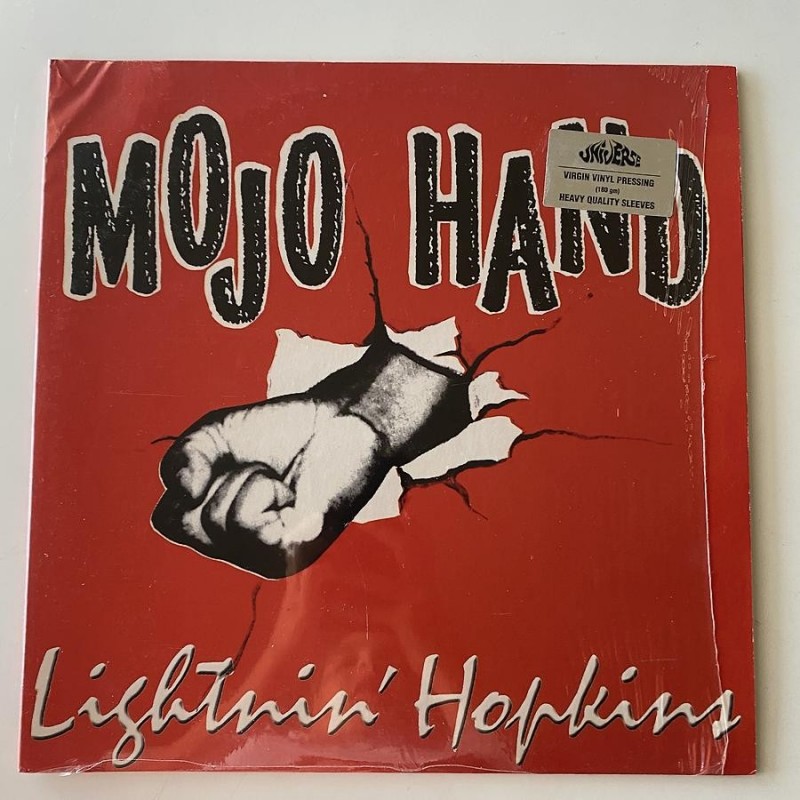 MOJO HAND
UNIVERSE
VIRGIN VINYL PRESSING
(180 gm)
HEAVY QUALITY SLEEVES
Lightnin' Hopkins